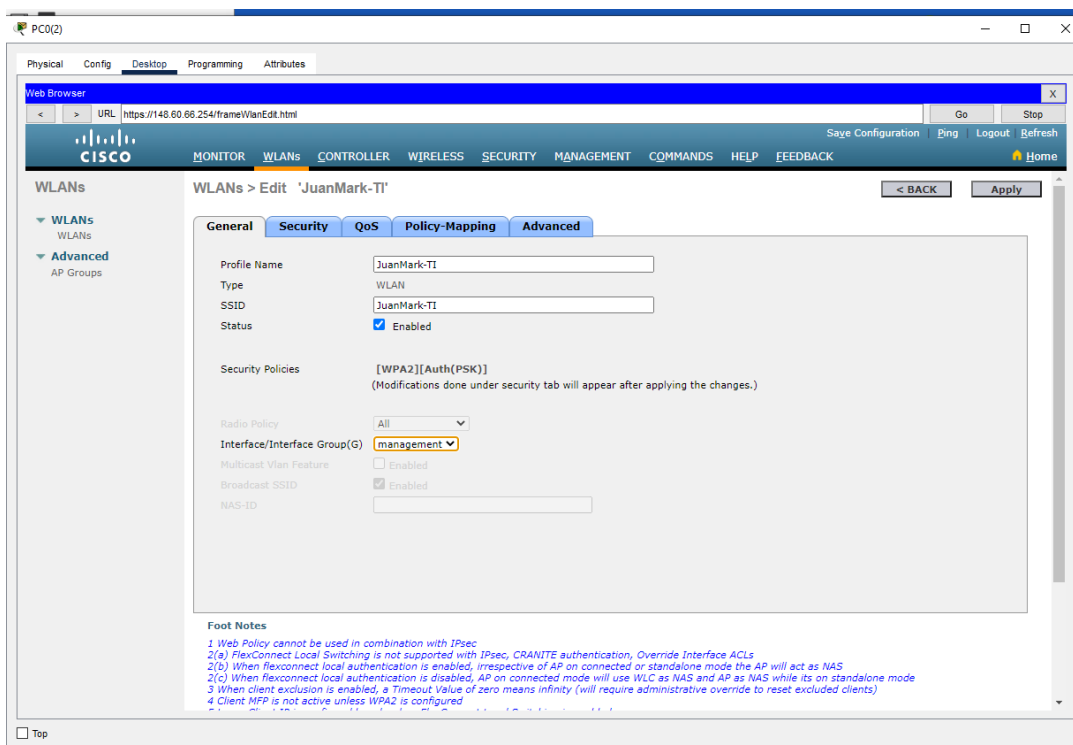 PC0(2)
Physical Config Desktop Programming Attributes
Web Browser X
< > URL https://148.60.66.254/frameWlanEdit.html Go Stop
Save Configuration | Ping | Logout | Refresh
CISCO MONITOR WLANs CONTROLLER WIRELESS SECURITY MANAGEMENT COMMANDS HELP FEEDBACK Home
WLANs
WLANs
WLANs
Advanced
AP Groups
WLANs > Edit 'JuanMark-TI'
< BACK Apply
General Security QoS Policy-Mapping Advanced
Profile Name JuanMark-TI
Type WLAN
SSID JuanMark-TI
Status Enabled
Security Policies [WPA2][Auth(PSK)]
(Modifications done under security tab will appear after applying the changes.)
Radio Policy All
Interface/Interface Group(G) management
Multicast Vlan Feature Enabled
Broadcast SSID Enabled
NAS-ID
Foot Notes
1 Web Policy cannot be used in combination with IPsec
2(a) FlexConnect Local Switching is not supported with IPsec, CRANITE authentication, Override Interface ACLs
2(b) When flexconnect local authentication is enabled, irrespective of AP on connected or standalone mode the AP will act as NAS
2(c) When flexconnect local authentication is disabled, AP on connected mode will use WLC as NAS and AP as NAS while its on standalone mode
3 When client exclusion is enabled, a Timeout Value of zero means infinity (will require administrative override to reset excluded clients)
4 Client MFP is not active unless WPA2 is configured
Top